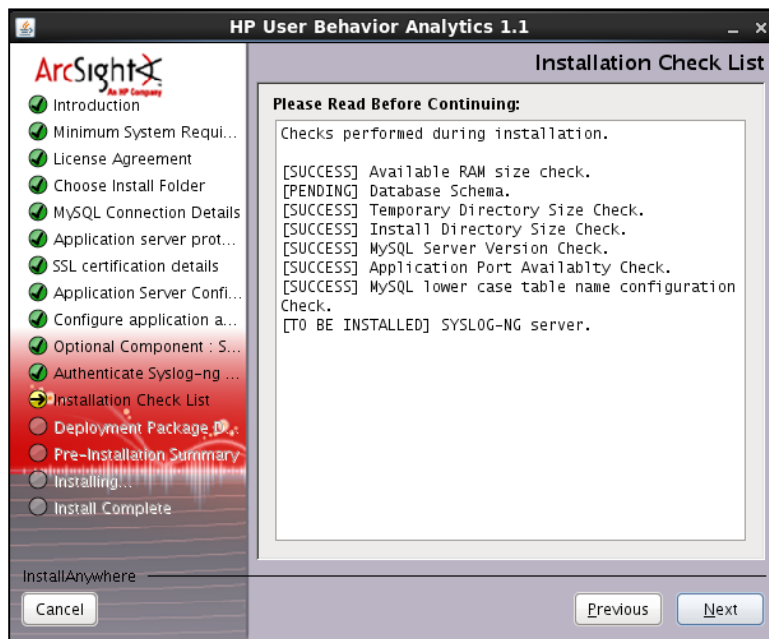 HP User Behavior Analytics 1.1
ArcSight
An HP Company
Introduction
Minimum System Requi...
License Agreement
Choose Install Folder
MySQL Connection Details
Application server prot...
SSL certification details
Application Server Confi...
Configure application a...
Optional Component : S...
Authenticate Syslog-ng ...
Installation Check List
Deployment Package D...
Pre-Installation Summary
Installing...
Install Complete
Installation Check List
Please Read Before Continuing:
Checks performed during installation.
[SUCCESS] Available RAM size check.
[PENDING] Database Schema.
[SUCCESS] Temporary Directory Size Check.
[SUCCESS] Install Directory Size Check.
[SUCCESS] MySQL Server Version Check.
[SUCCESS] Application Port Availablty Check.
[SUCCESS] MySQL lower case table name configuration
Check.
[TO BE INSTALLED] SYSLOG-NG server.
InstallAnywhere
Cancel
Previous
Next